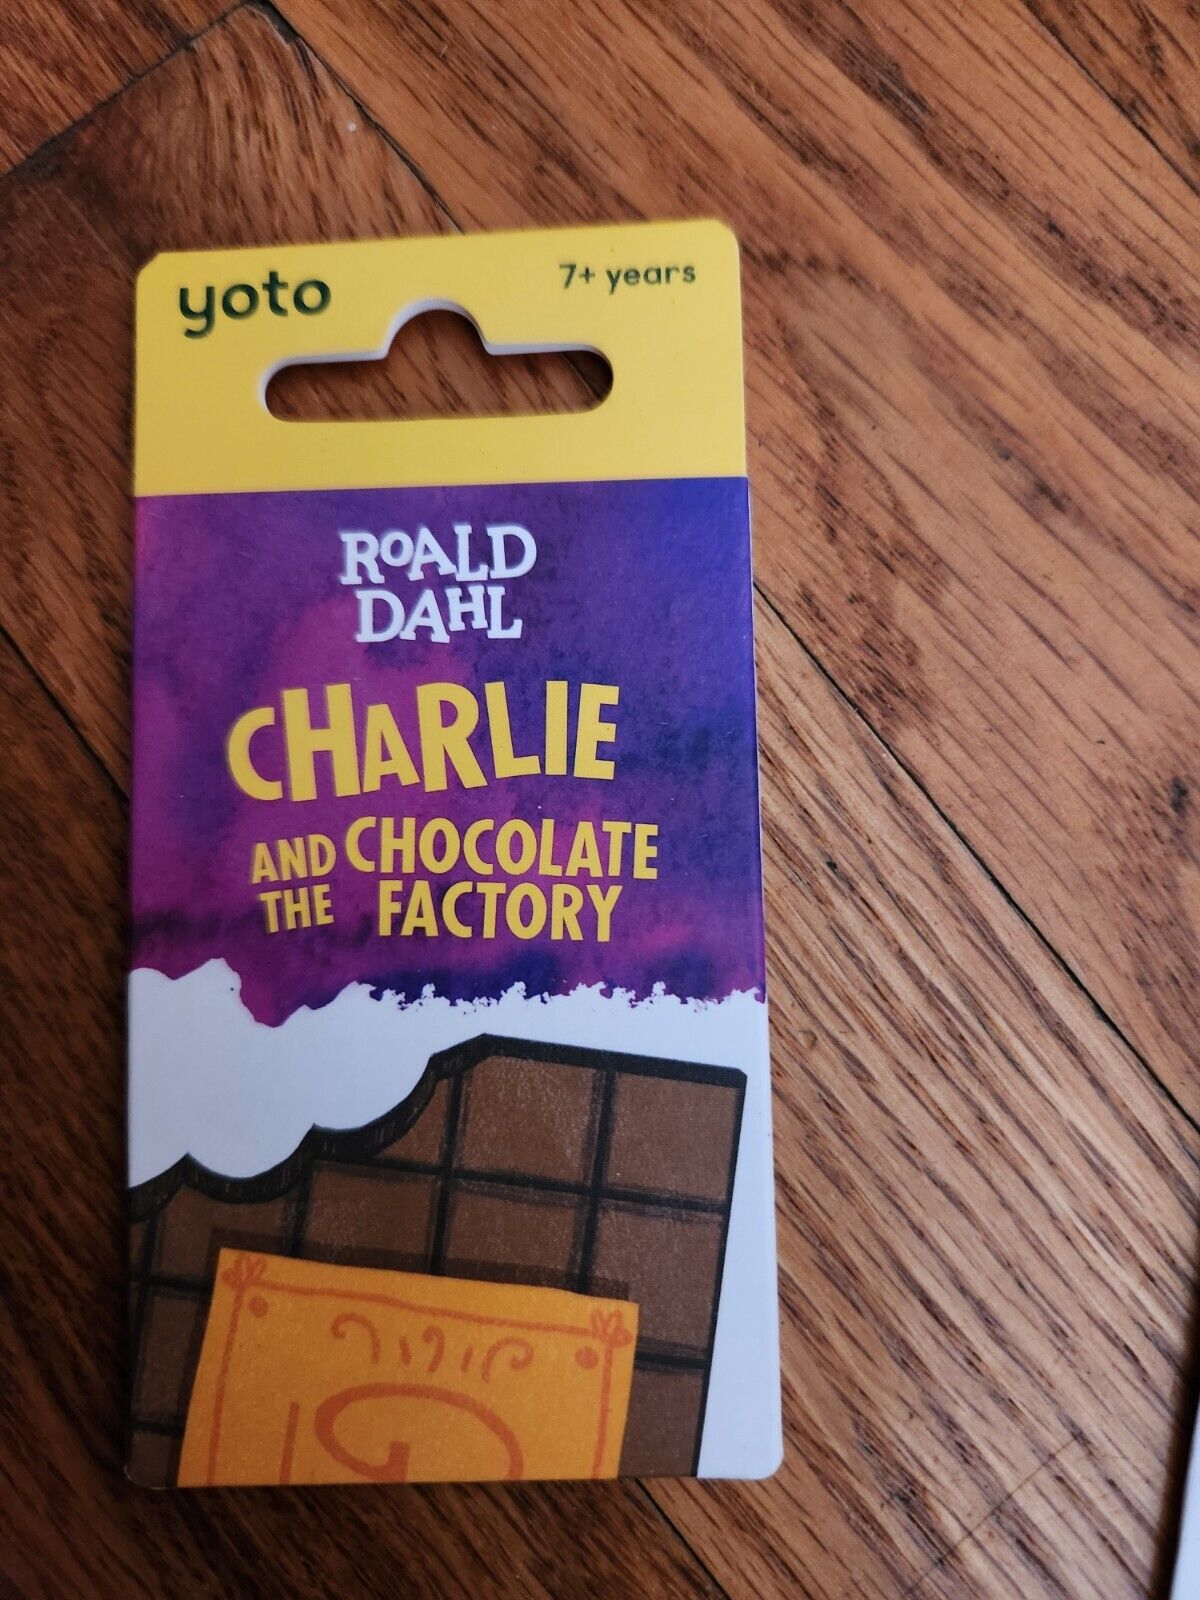 yoto
7+ years
ROALD
DAHL
CHARLIE
AND THE
CHOCOLATE
FACTORY